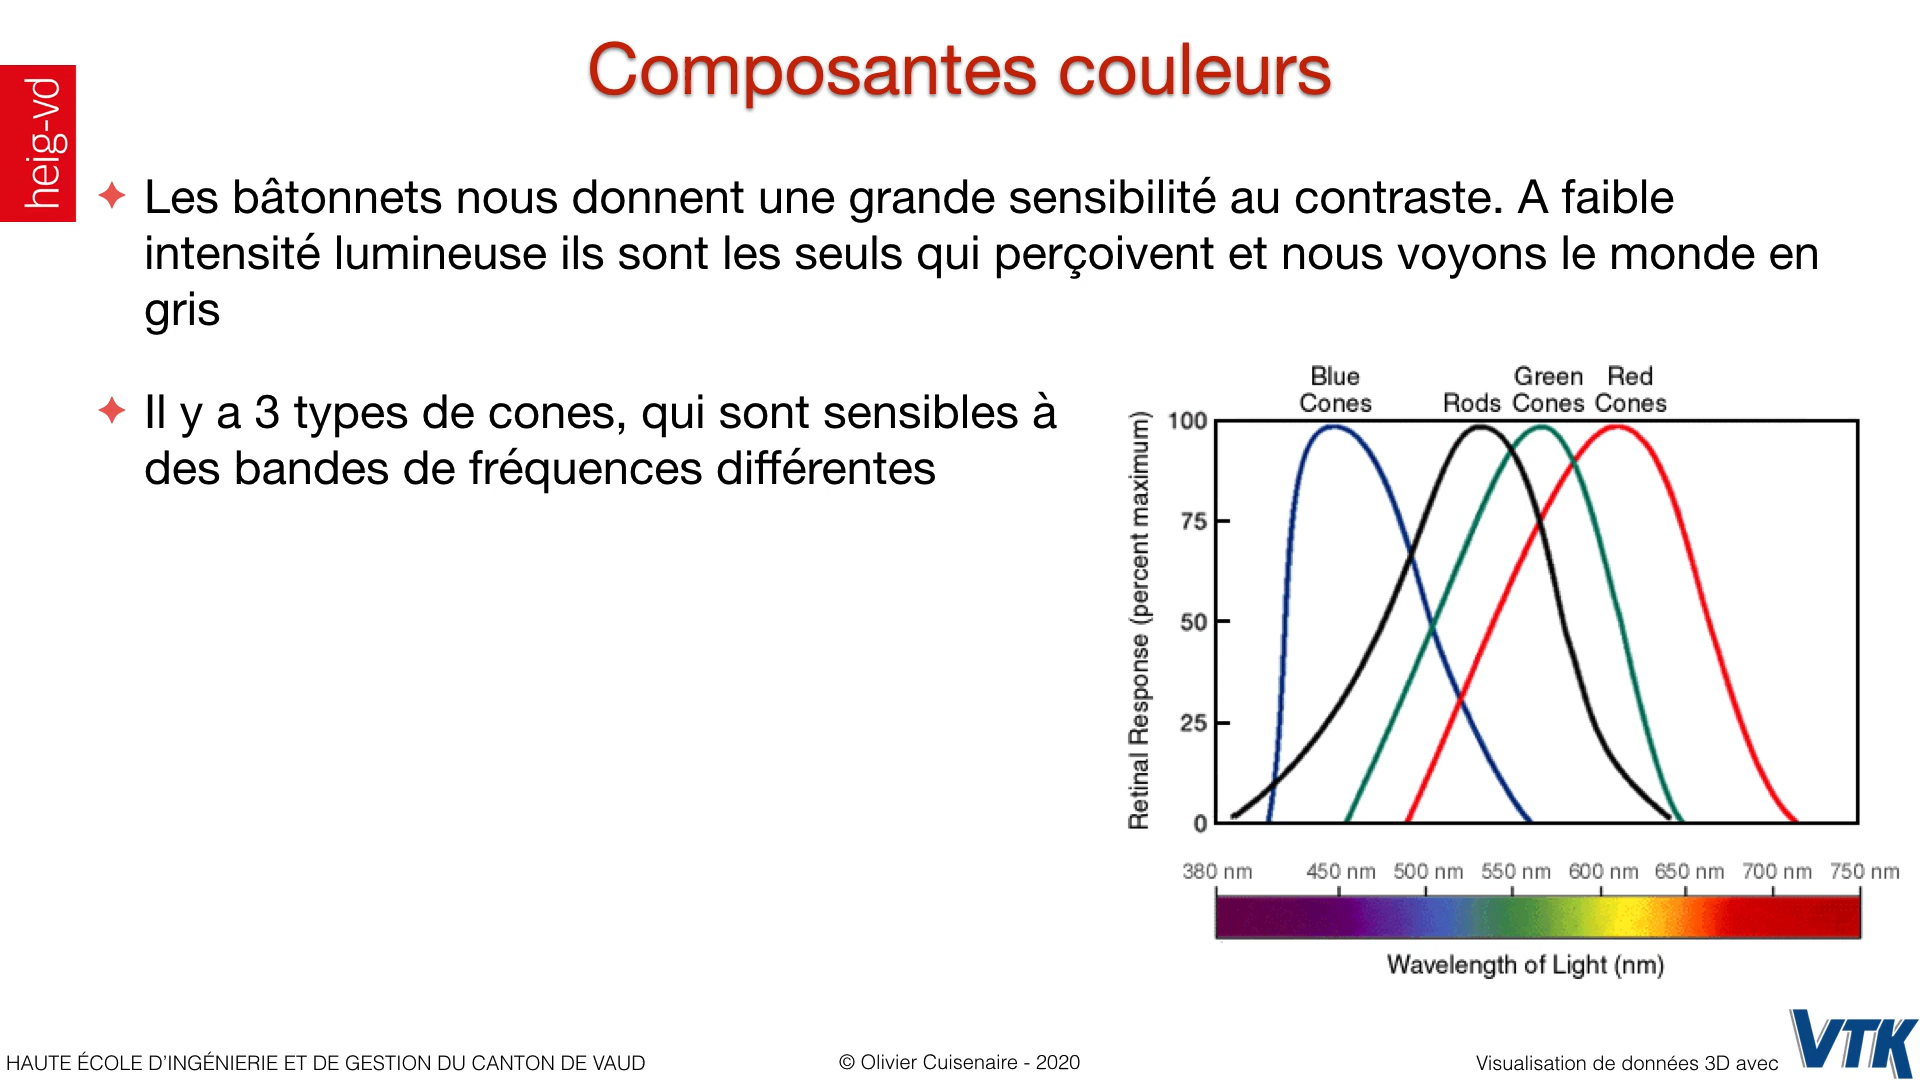 Composantes couleurs
heig-vd
Les bâtonnets nous donnent une grande sensibilité au contraste. A faible
intensité lumineuse ils sont les seuls qui perçoivent et nous voyons le monde en
gris
Il y a 3 types de cones, qui sont sensibles à
des bandes de fréquences différentes
Blue
Cones
Rods
Green
Cones
Red
Cones
Retinal Response (percent maximum)
100
75
50
25
0
380 nm 450 nm 500 nm 550 nm 600 nm 650 nm 700 nm 750 nm
Wavelength of Light (nm)
HAUTE ÉCOLE D'INGÉNIERIE ET DE GESTION DU CANTON DE VAUD
© Olivier Cuisenaire - 2020
Visualisation de données 3D avec
VTK